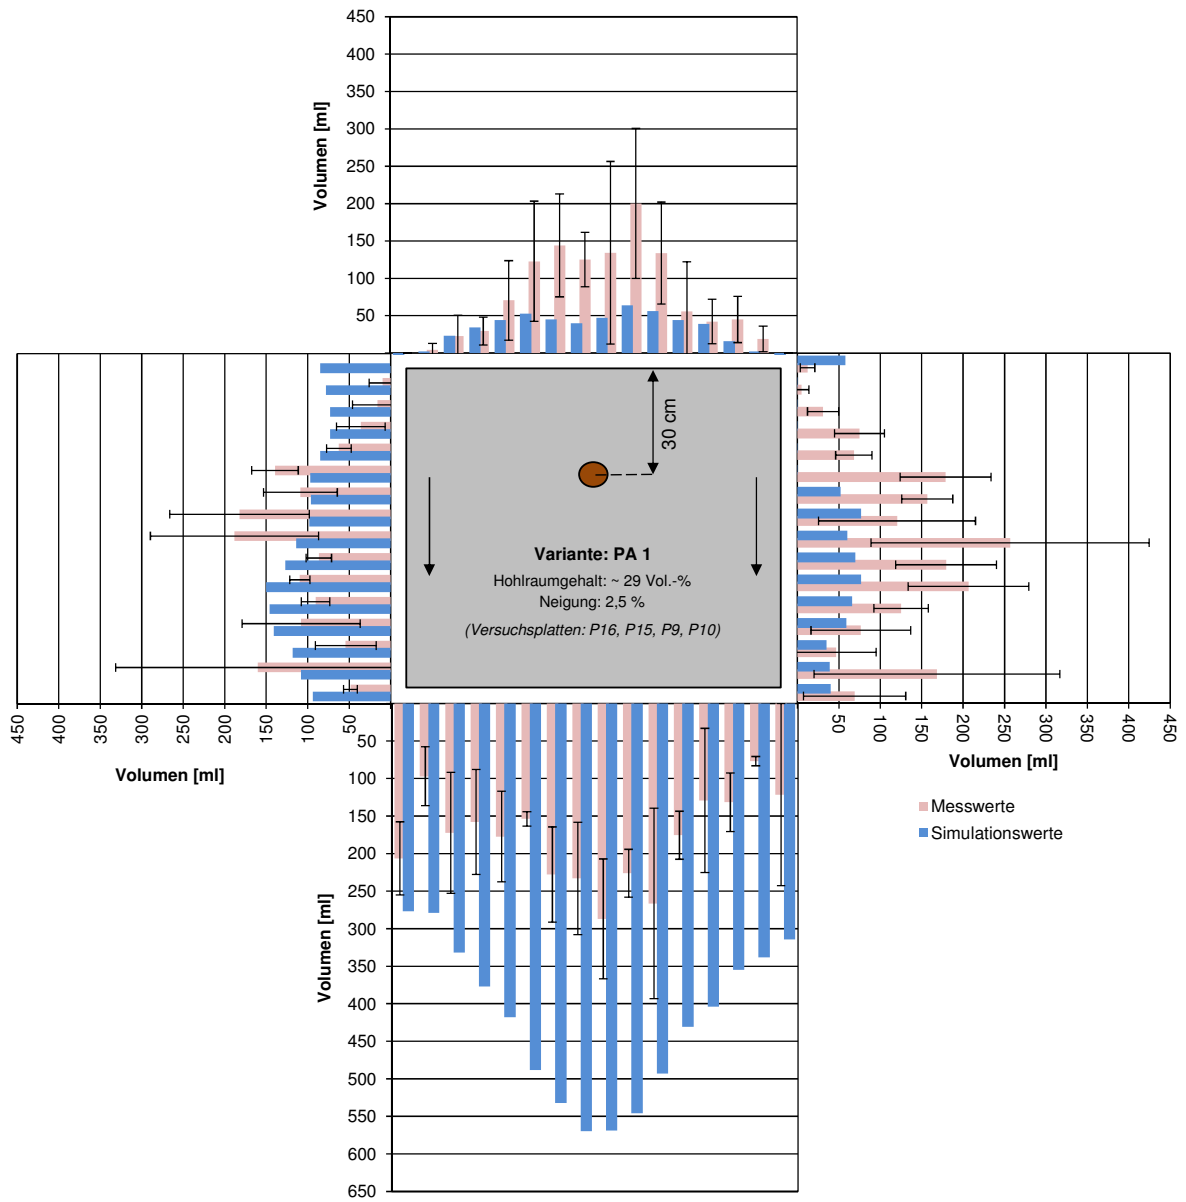 450
400
350
300
250
200
150
100
50
Volumen [ml]
30 cm
Variante: PA 1
Hohlraumgehalt: ~ 29 Vol.-%
Neigung: 2,5 %
(Versuchsplatten: P16, P15, P9, P10)
450 400 350 300 250 200 150 100 50
Volumen [ml]
50 100 150 200 250 300 350 400 450
Volumen [ml]
Messwerte
Simulationswerte
50
100
150
200
250
300
350
400
450
500
550
600
650
Volumen [ml]